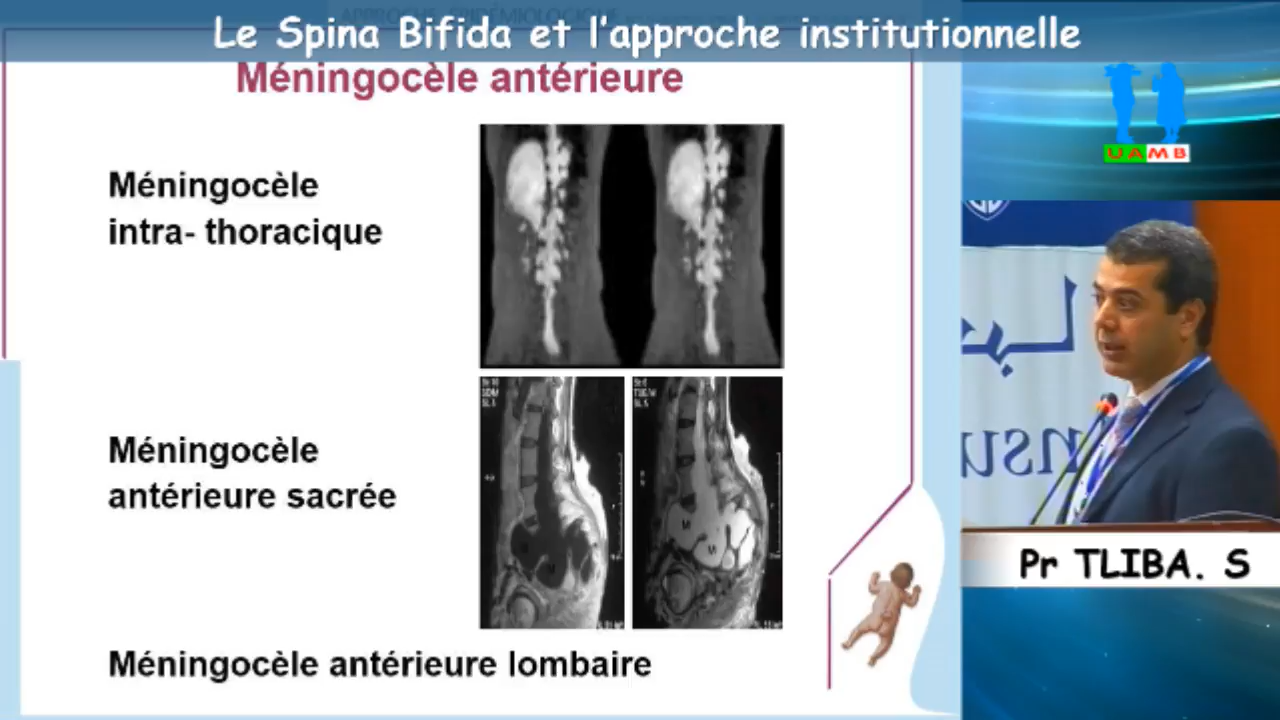 Le Spina Bifida et l'approche institutionnelle
Méningocèle antérieure
UAMB
Méningocèle
intra- thoracique
Méningocèle
antérieure sacrée
Méningocèle antérieure lombaire
M
M
Pr TLIBA. S